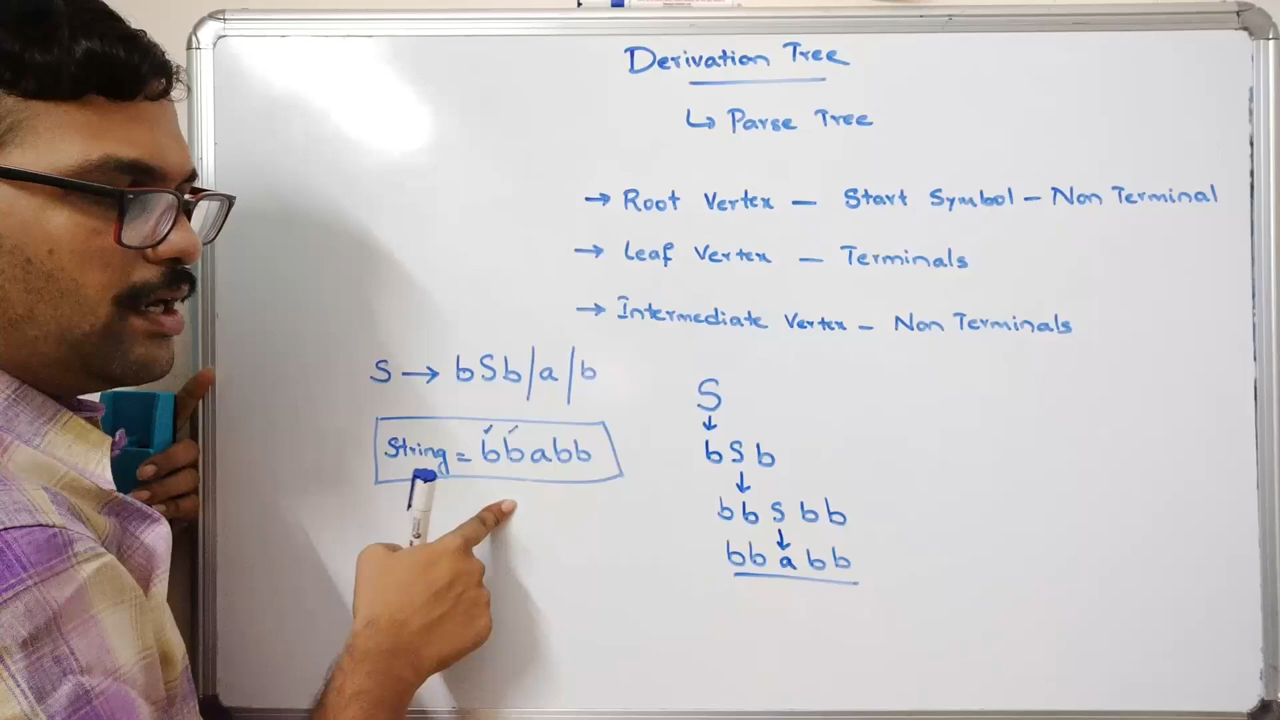 Derivation Tree
↳ Parse Tree
→ Root Vertex – Start Symbol – Non Terminal
→ Leaf Vertex – Terminals
→ Intermediate Vertex – Non Terminals
S → bSb/a/b
String = bbabb
S
↓
bSb
↓
bbsbb
↓
bbabb